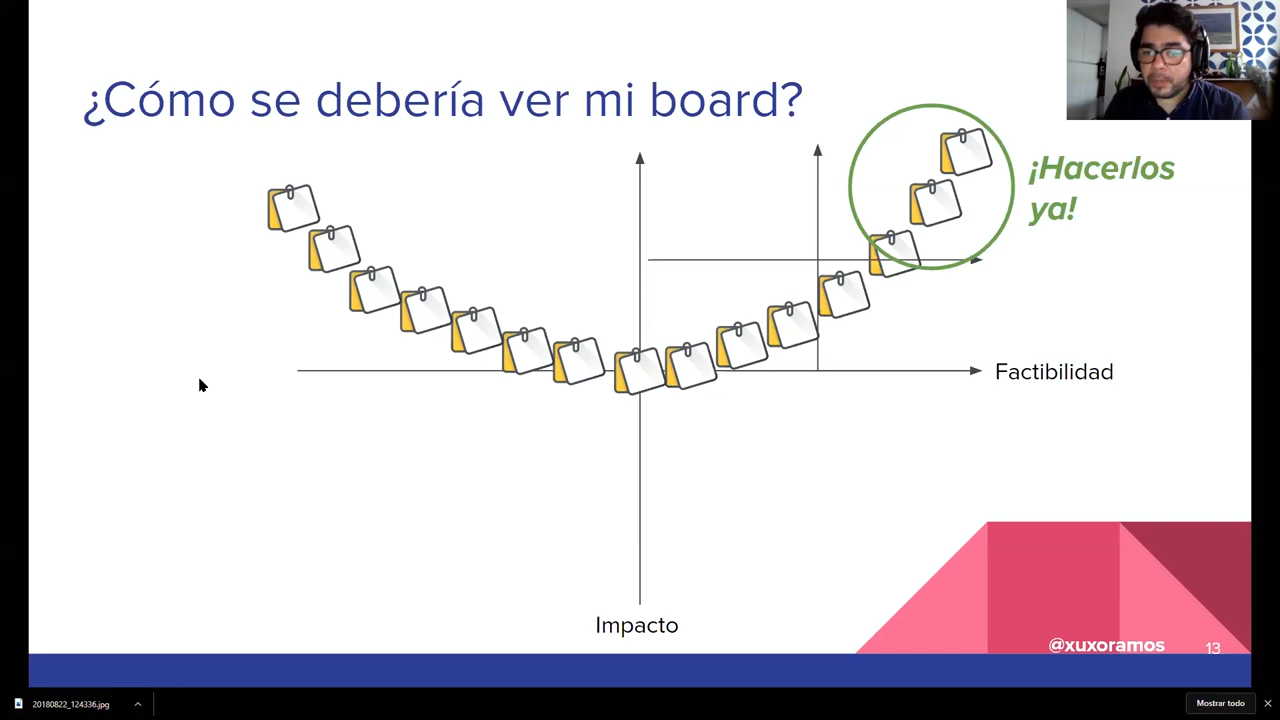 ¿Cómo se debería ver mi board?
¡Hacerlos
ya!
Factibilidad
Impacto
@xuxoramos
13
20180822_124336.jpg
Mostrar todo